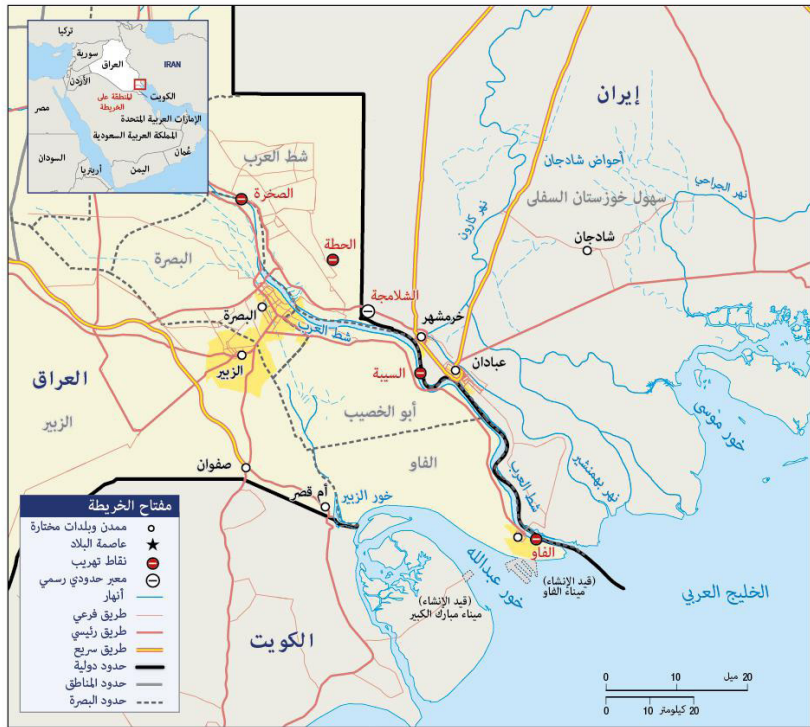 تركيا
سورية
العراق
IRAN
الأردن
المنطقة على
الخريطة
الكويت
مصر
الإمارات العربية المتحدة
المملكة العربية السعودية
السودان
عُمان
أريتريا
اليمن
إيران
شط العرب
الصخرة
أحواض شادجان
نهر الجراحي
نهر كارون
سهول خوزستان السفلى
شادجان
الحطة
البصرة
الشلامجة
البصرة
خرمشهر
شط العرب
عبادان
الزبير
السيبة
العراق
أبو الخصيب
خور موسى
الزبير
الفاو
صفوان
نهر بهمنشير
شط العرب
خور الزبير
أم قصر
مفتاح الخريطة
ممدن وبلدات مختارة
عاصمة البلاد
نقاط تهريب
معبر حدودي رسمي
أنهار
طريق فرعي
طريق رئيسي
طريق سريع
حدود دولية
حدود المناطق
حدود البصرة
الفاو
خور عبدالله
(قيد الإنشاء)
ميناء الفاو
(قيد الإنشاء)
ميناء مبارك الكبير
الخليج العربي
الكويت
0 10 ميل 20
0 10 كيلومتر 20